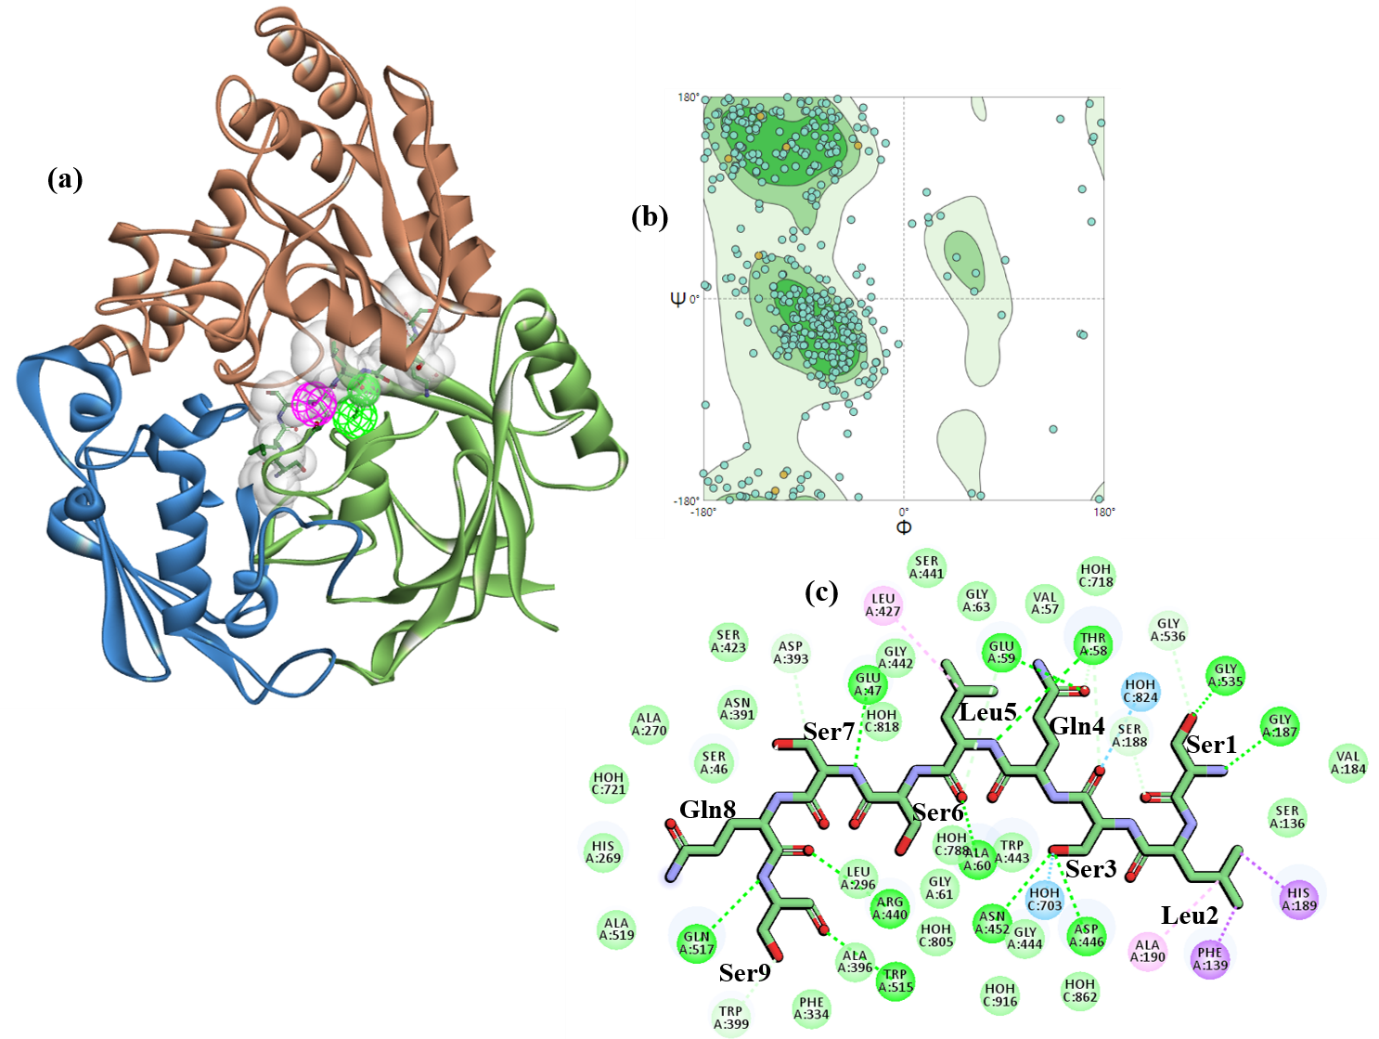 (a)
(b)
180°
Ψ 0°
-180°
-180°
0°
180°
Φ
(c)
SER
A:441
HOH
C:718
LEU
A:427
GLY
A:63
VAL
A:57
GLY
A:536
SER
A:423
ASP
A:393
GLY
A:442
GLU
A:59
THR
A:58
GLU
A:47
GLY
A:535
HOH
C:824
ASN
A:391
HOH
C:818
Leu5
Gln4
SER
A:188
Ser1
GLY
A:187
ALA
A:270
Ser7
SER
A:46
VAL
A:184
HOH
C:721
Gln8
Ser6
SER
A:136
HIS
A:269
HOH
C:788
ALA
A:60
TRP
A:443
Ser3
LEU
A:296
GLY
A:61
HOH
C:703
HIS
A:189
ARG
A:440
Leu2
ALA
A:519
GLN
A:517
HOH
C:805
ASN
A:452
GLY
A:444
ASP
A:446
ALA
A:190
PHE
A:139
Ser9
ALA
A:396
TRP
A:515
HOH
C:916
HOH
C:862
TRP
A:399
PHE
A:334